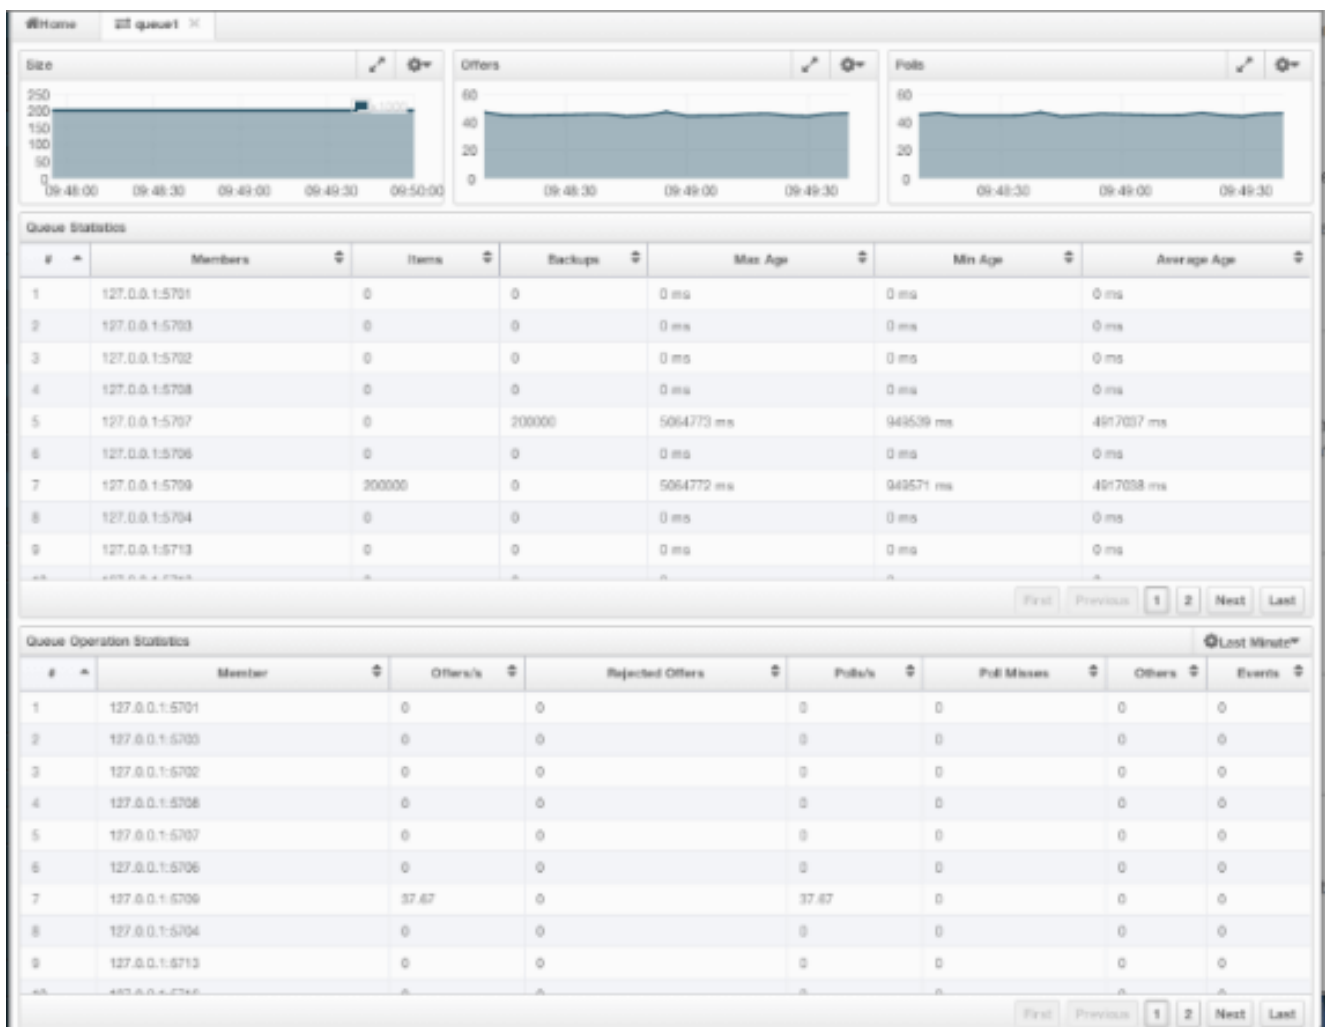 Home queue1
Size Offers Polls
250
200
150
100
50
0
x1000
09:48:00 09:48:30 09:49:00 09:49:30 09:50:00
60
40
20
0
09:48:30 09:49:00 09:49:30
60
40
20
0
09:48:30 09:49:00 09:49:30
Queue Statistics
# Members Items Backups Max Age Min Age Average Age
1 127.0.0.1:5701 0 0 0 ms 0 ms 0 ms
2 127.0.0.1:5703 0 0 0 ms 0 ms 0 ms
3 127.0.0.1:5702 0 0 0 ms 0 ms 0 ms
4 127.0.0.1:5708 0 0 0 ms 0 ms 0 ms
5 127.0.0.1:5707 0 200000 5064773 ms 949539 ms 4917037 ms
6 127.0.0.1:5706 0 0 0 ms 0 ms 0 ms
7 127.0.0.1:5709 200000 0 5064772 ms 949571 ms 4917038 ms
8 127.0.0.1:5704 0 0 0 ms 0 ms 0 ms
9 127.0.0.1:5713 0 0 0 ms 0 ms 0 ms
First Previous 1 2 Next Last
Queue Operation Statistics Last Minute
# Member Offers/s Rejected Offers Polls/s Poll Misses Others Events
1 127.0.0.1:5701 0 0 0 0 0 0
2 127.0.0.1:5703 0 0 0 0 0 0
3 127.0.0.1:5702 0 0 0 0 0 0
4 127.0.0.1:5708 0 0 0 0 0 0
5 127.0.0.1:5707 0 0 0 0 0 0
6 127.0.0.1:5706 0 0 0 0 0 0
7 127.0.0.1:5709 37.67 0 37.67 0 0 0
8 127.0.0.1:5704 0 0 0 0 0 0
9 127.0.0.1:5713 0 0 0 0 0 0
First Previous 1 2 Next Last